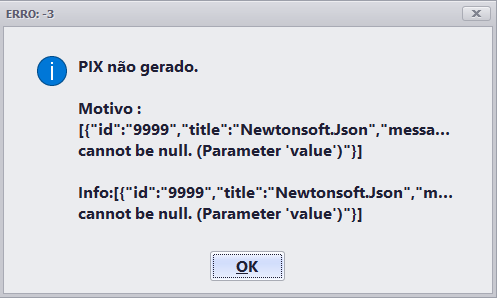 ERRO: -3
PIX não gerado.
Motivo :
[{"id":"9999","title":"Newtonsoft.Json","messa...
cannot be null. (Parameter 'value')"}]
Info:[{"id":"9999","title":"Newtonsoft.Json","m...
cannot be null. (Parameter 'value')"}]
OK